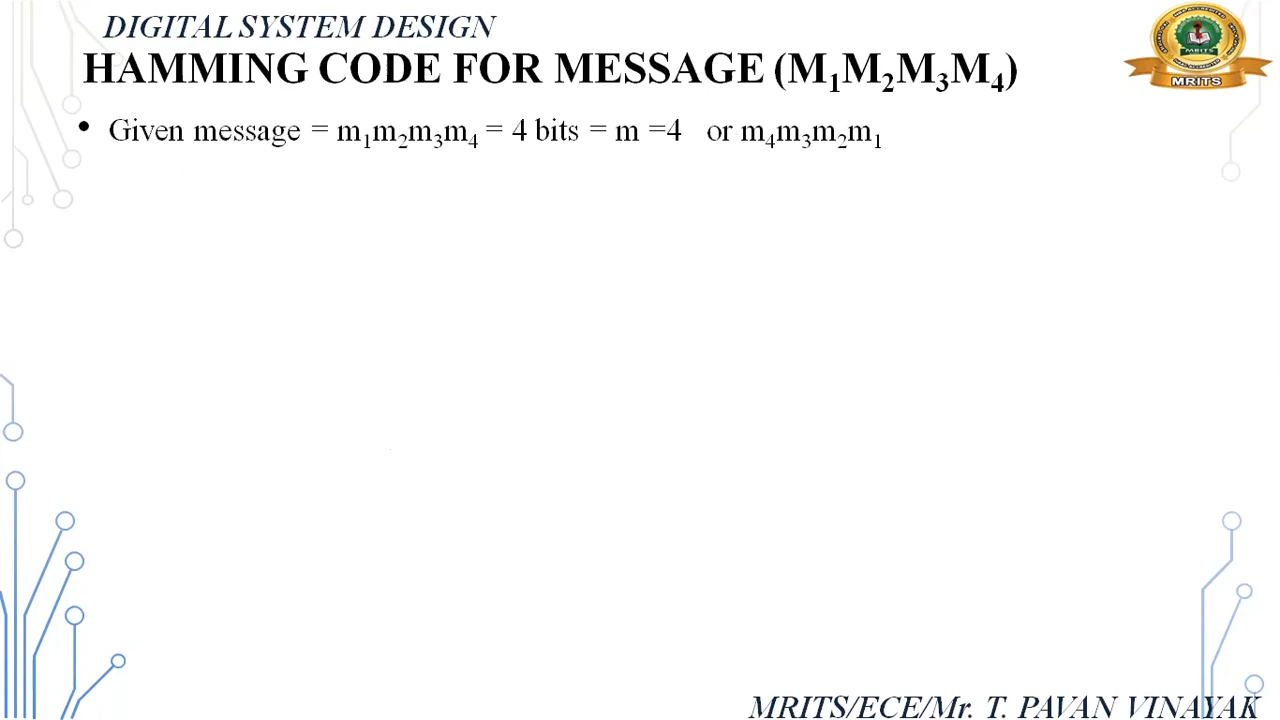 DIGITAL SYSTEM DESIGN
HAMMING CODE FOR MESSAGE (M₁M₂M₃M₄)
• Given message = m₁m₂m₃m₄ = 4 bits = m =4 or m₄m₃m₂m₁
MRITS
MRITS/ECE/Mr. T. PAVAN VINAYAK